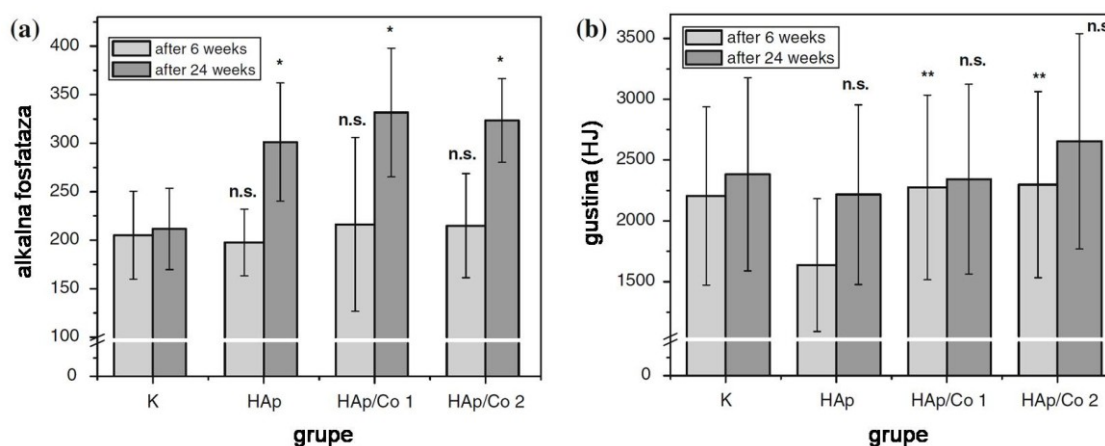 (a)
alkalna fosfataza
400
350
300
250
200
150
100
0
after 6 weeks
after 24 weeks
n.s.
*
n.s.
*
n.s.
*
K
HAp
HAp/Co 1
HAp/Co 2
grupe
(b)
gustina (HJ)
3500
3000
2500
2000
1500
0
after 6 weeks
after 24 weeks
n.s.
**
n.s.
**
n.s
K
HAp
HAp/Co 1
HAp/Co 2
grupe